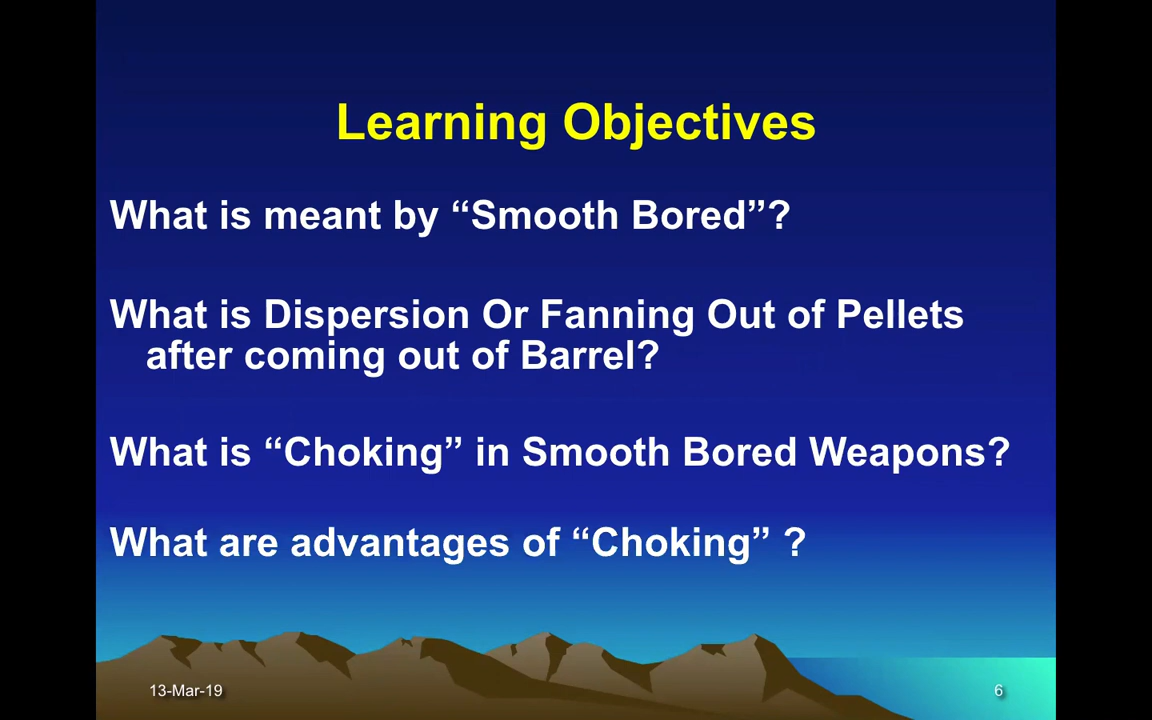 Learning Objectives
What is meant by “Smooth Bored”?
What is Dispersion Or Fanning Out of Pellets
after coming out of Barrel?
What is “Choking” in Smooth Bored Weapons?
What are advantages of “Choking” ?
13-Mar-19
6